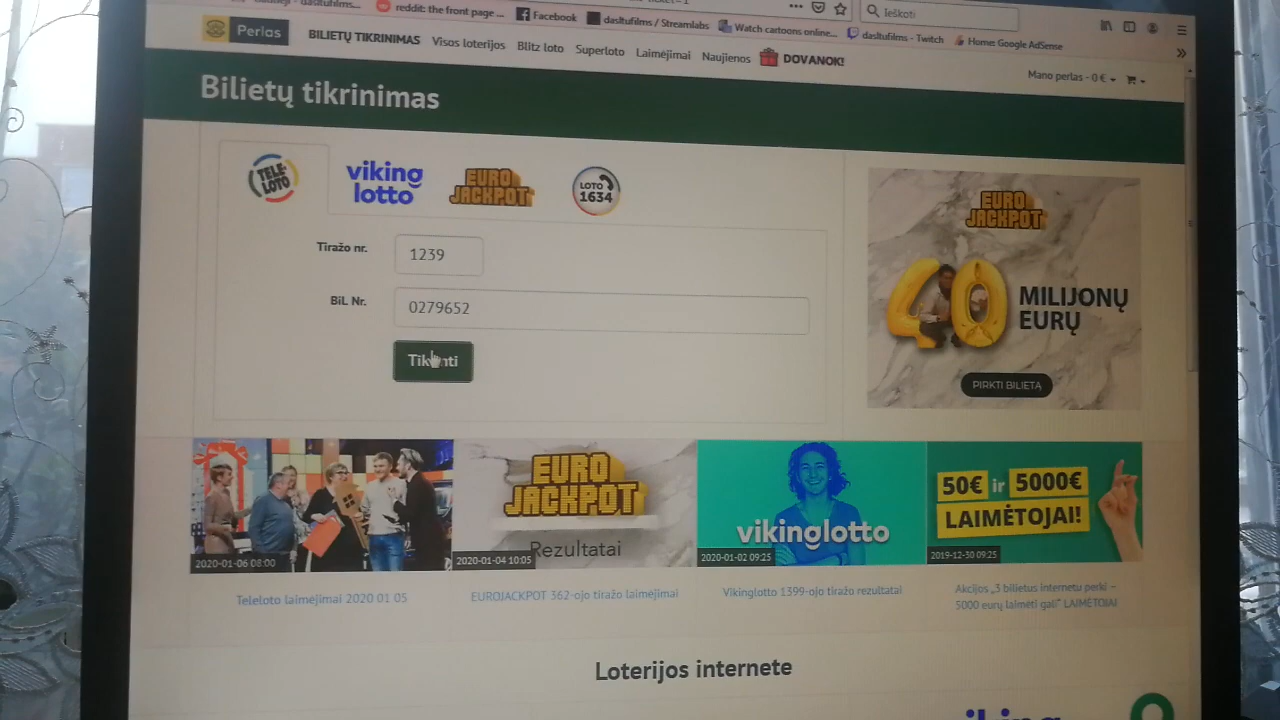 reddit: the front page ...
Facebook
dasltufilms / Streamlabs
Watch cartoons online...
dasltufilms - Twitch
Home Google AdSense
Ieškoti
Perlas
BILIETŲ TIKRINIMAS
Visos loterijos
Blitz loto
Superloto
Laimėjimai
Naujienos
DOVANOK!
Mano perlas - 0 €
Bilietų tikrinimas
TELE LOTO
viking lotto
EURO JACKPOT
LOTO 1634
Tiražo nr.
1239
Bil. Nr.
0279652
EURO JACKPOT
40 MILIJONŲ
EURŲ
PIRKTI BILIETĄ
2020-01-06 08:00
EURO JACKPOT
Rezultatai
2020-01-04 10:05
vikinglotto
2020-01-02 09:25
50€ ir 5000€
LAIMĖTOJAI!
2019-12-30 09:25
Teleloto laimėjimai 2020 01 05
EUROJACKPOT 362-ojo tiražo laimėjimai
Vikinglotto 1399-ojo tiražo rezultatai
Akcijos „3 bilietus internetu perki –
5000 eurų laimėti gali“ LAIMĖTOJAI
Loterijos internete